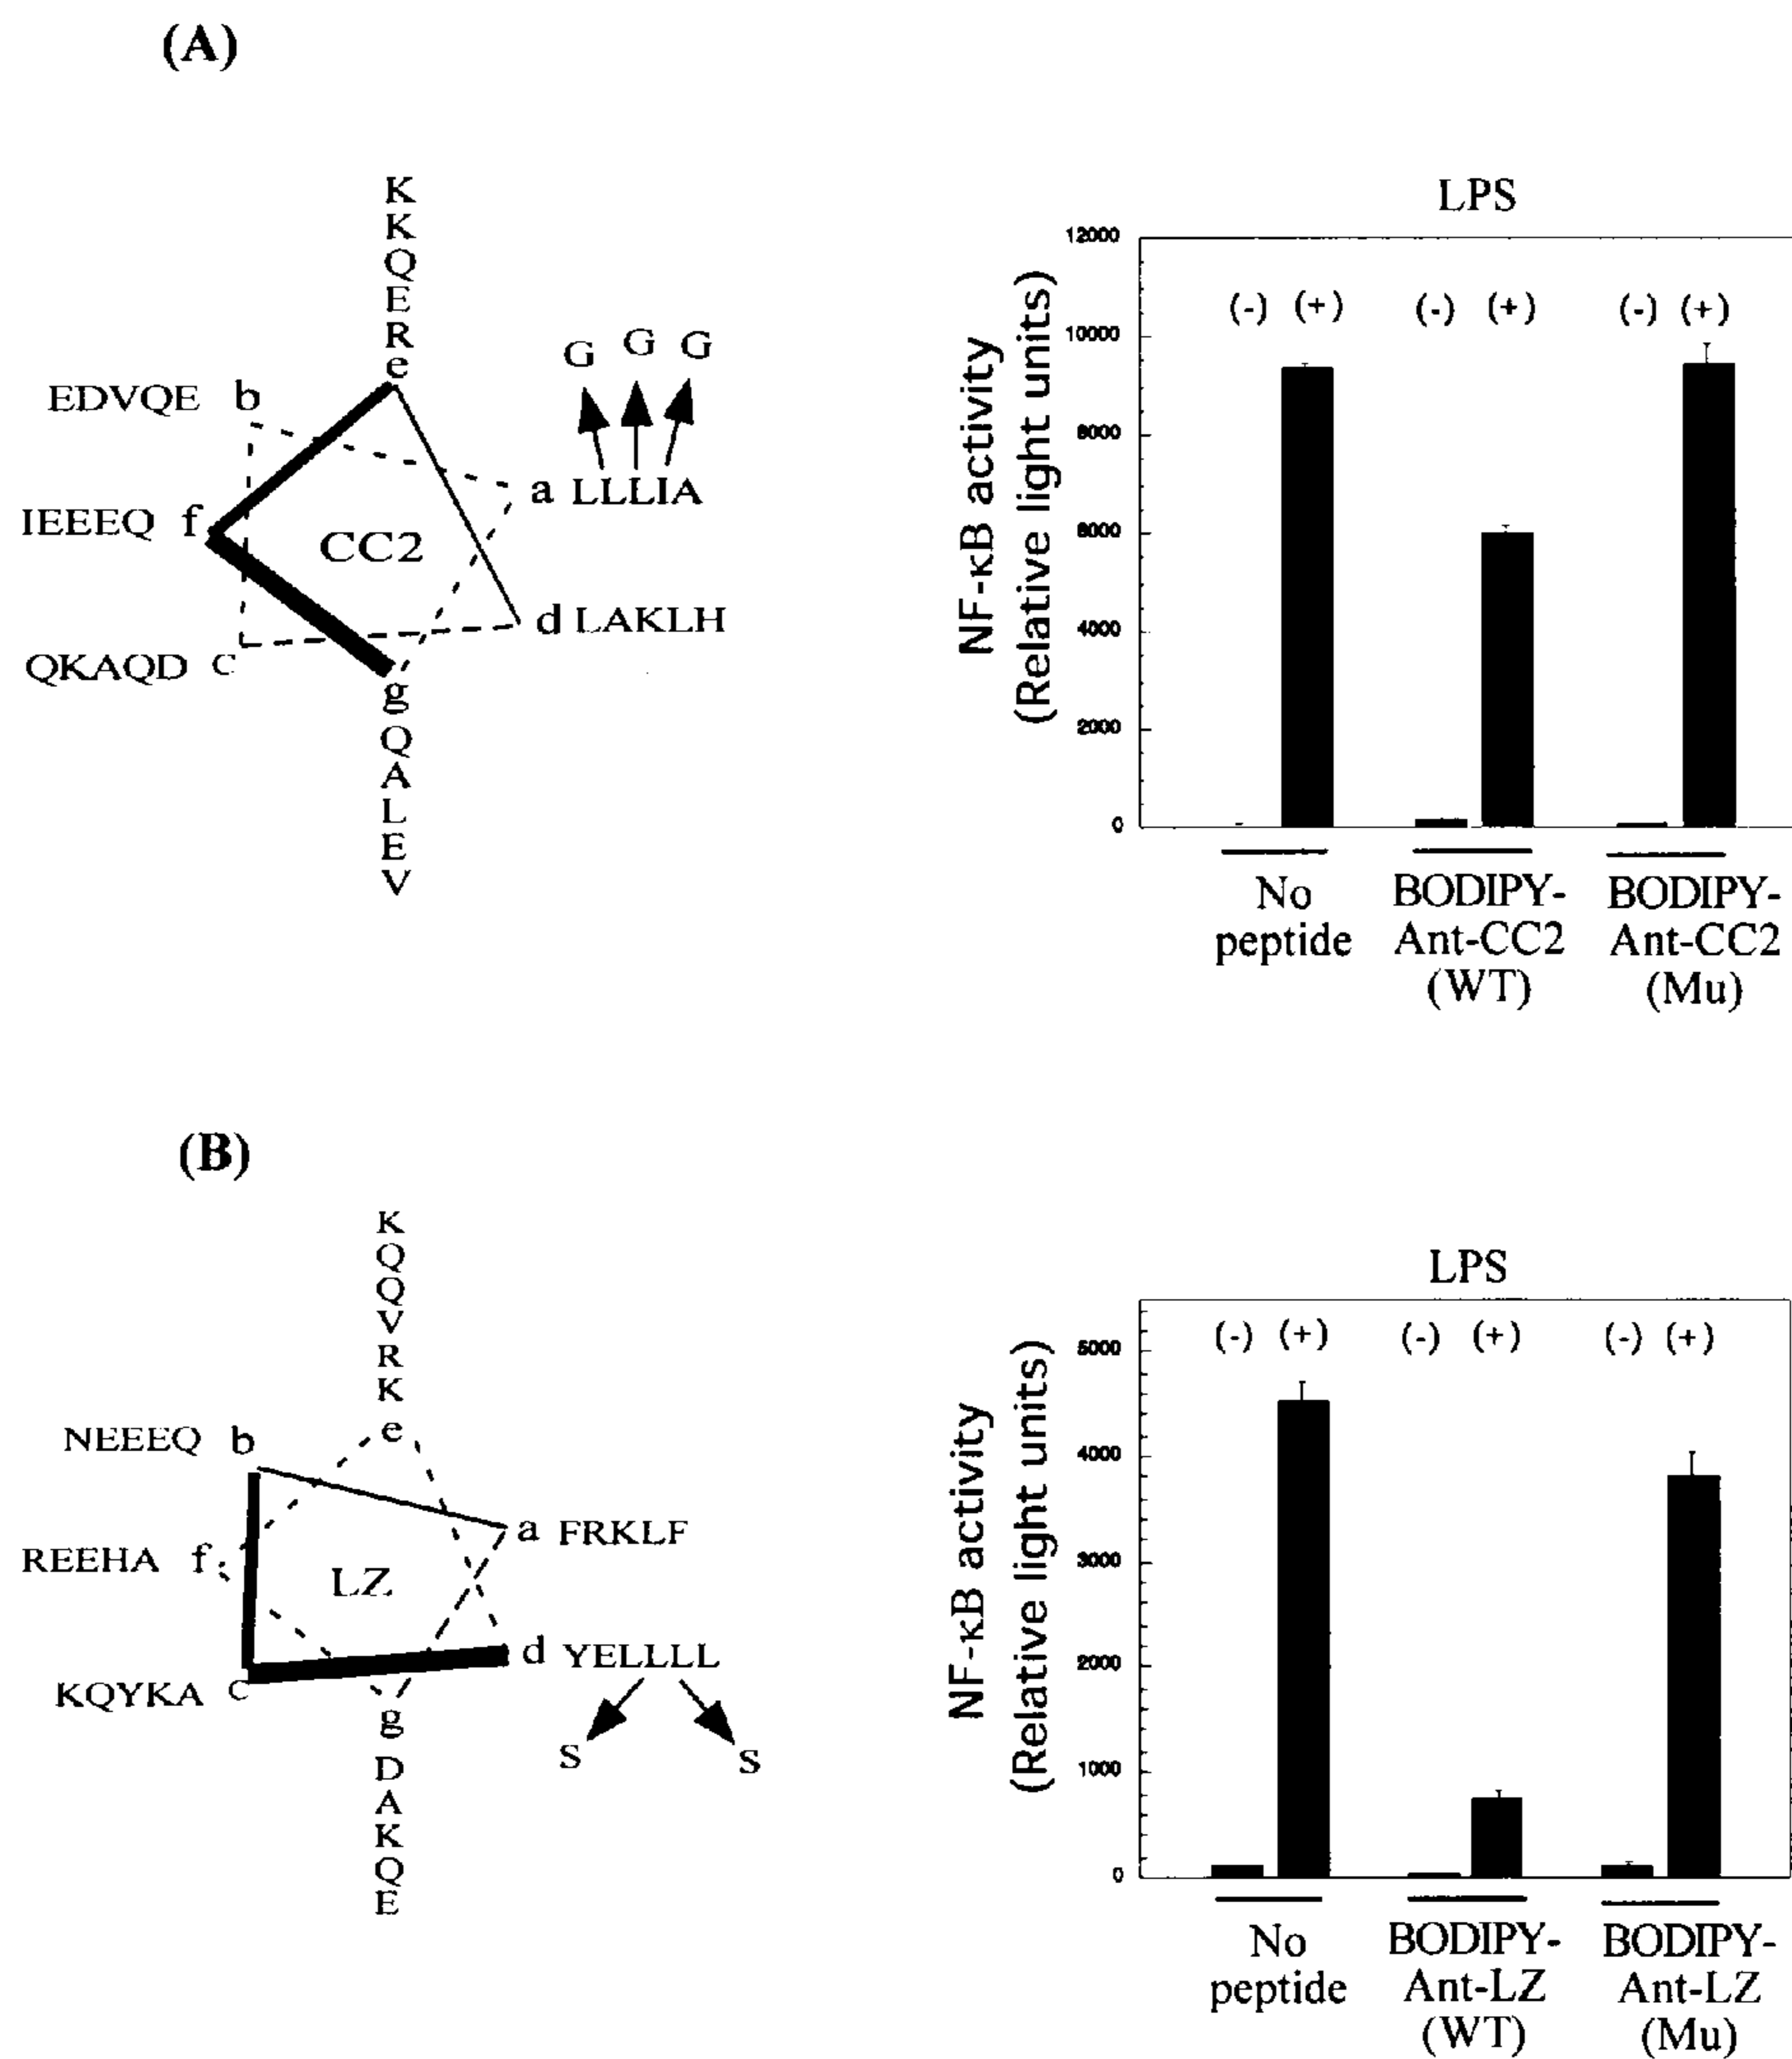 (A)
K
K
Q
E
R
e
EDVQE b
G G G
a LLLIA
IEEEQ f
CC2
d LAKLH
QKAQD c
g
Q
A
L
E
V
LPS
12000
10000
8000
6000
4000
2000
0
(-) (+) (-) (+) (-) (+)
NF-κB activity
(Relative light units)
No
peptide
BODIPY-
Ant-CC2
(WT)
BODIPY-
Ant-CC2
(Mu)
(B)
K
Q
Q
V
R
K
e
NEEEQ b
a FRKLF
REEHA f
LZ
d YELLLL
KQYKA c
S S
g
D
A
K
Q
E
LPS
5000
4000
3000
2000
1000
0
(-) (+) (-) (+) (-) (+)
NF-κB activity
(Relative light units)
No
peptide
BODIPY-
Ant-LZ
(WT)
BODIPY-
Ant-LZ
(Mu)